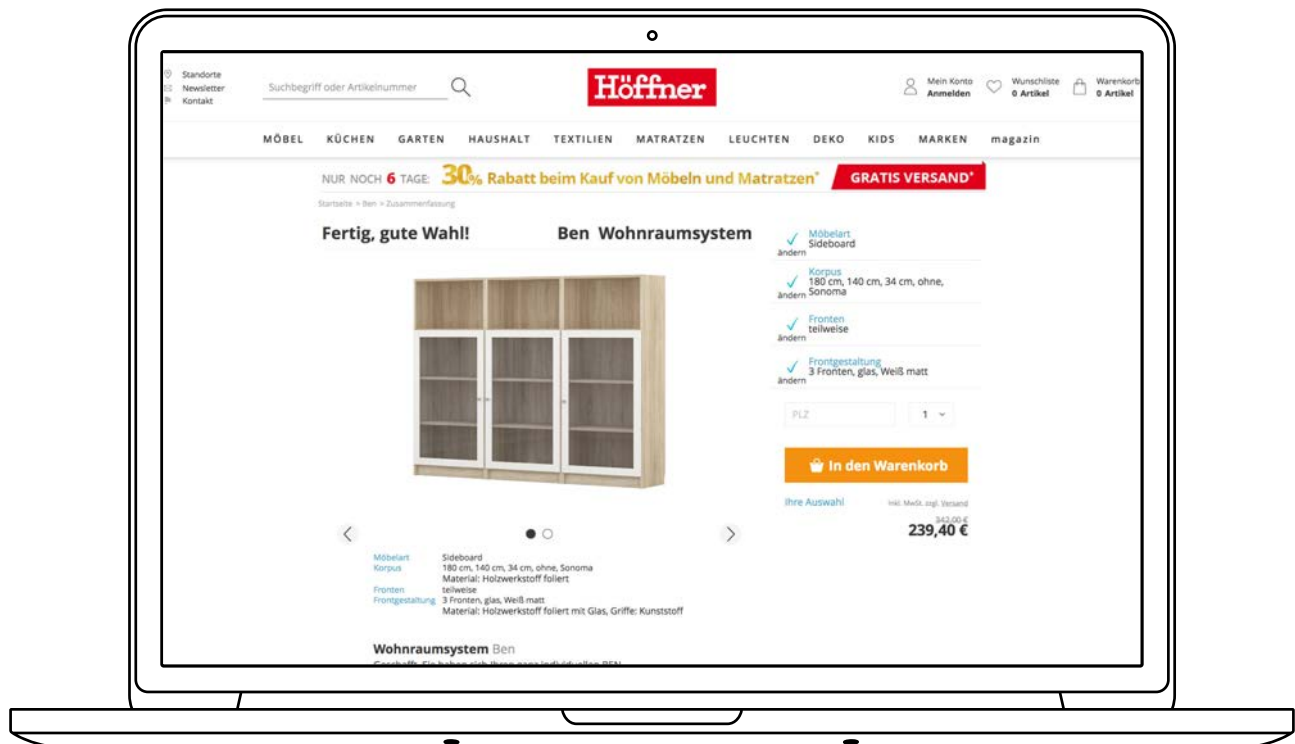 Standorte
Newsletter
Kontakt
Suchbegriff oder Artikelnummer
Höffner
Mein Konto
Anmelden
Wunschliste
0 Artikel
Warenkorb
0 Artikel
MÖBEL KÜCHEN GARTEN HAUSHALT TEXTILIEN MATRATZEN LEUCHTEN DEKO KIDS MARKEN magazin
NUR NOCH 6 TAGE: 30% Rabatt beim Kauf von Möbeln und Matratzen* GRATIS VERSAND*
Startseite > Ben > Zusammenfassung
Fertig, gute Wahl! Ben Wohnraumsystem
Möbelart
Sideboard
ändern
Korpus
180 cm, 140 cm, 34 cm, ohne,
Sonoma
ändern
Fronten
teilweise
ändern
Frontgestaltung
3 Fronten, glas, Weiß matt
ändern
PLZ 1
In den Warenkorb
Ihre Auswahl inkl. MwSt. zzgl. Versand
342,00 €
239,40 €
Möbelart Sideboard
Korpus 180 cm, 140 cm, 34 cm, ohne, Sonoma
Material: Holzwerkstoff foliert
Fronten teilweise
Frontgestaltung 3 Fronten, glas, Weiß matt
Material: Holzwerkstoff foliert mit Glas, Griffe: Kunststoff
Wohnraumsystem Ben